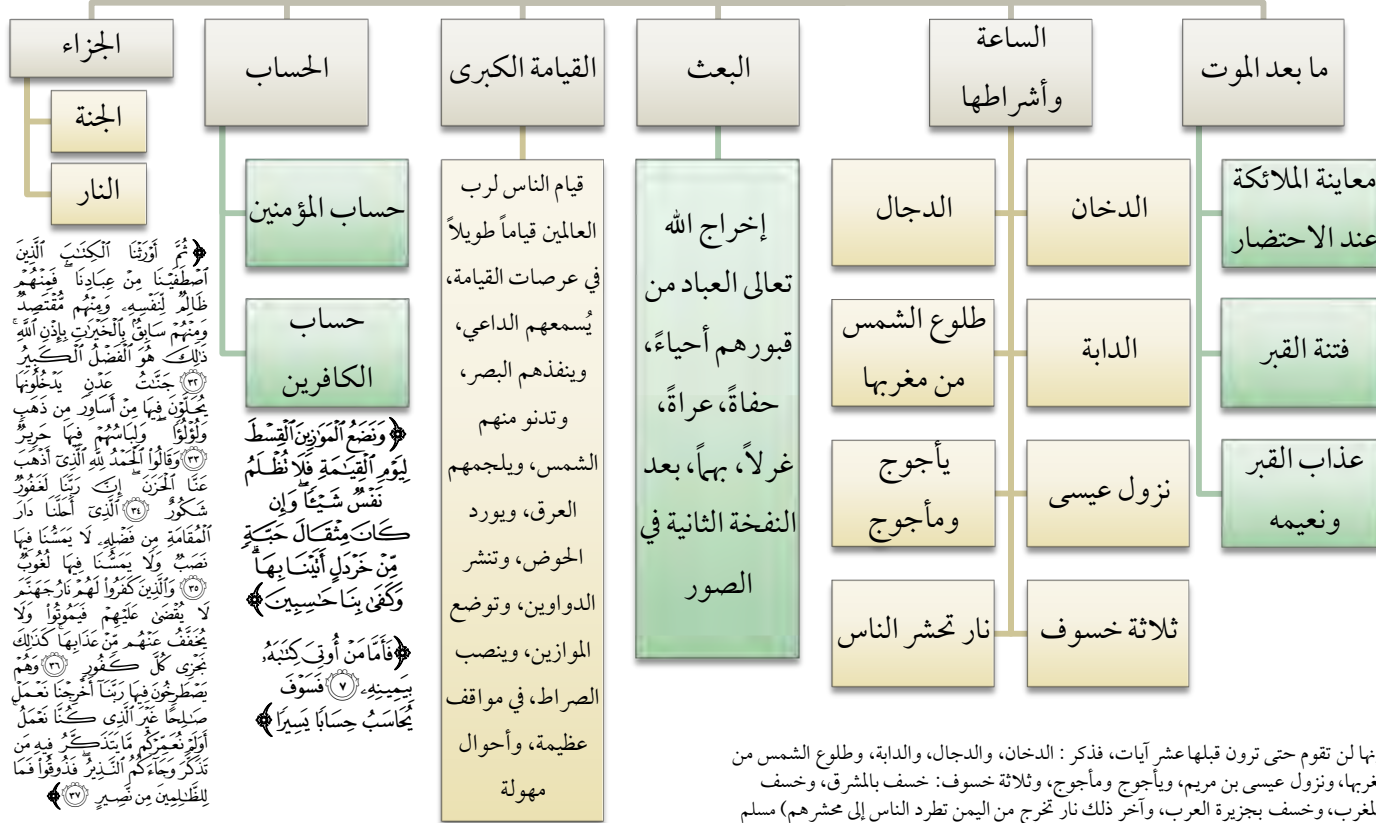 ما بعد الموت
معاينة الملائكة
عند الاحتضار
فتنة القبر
عذاب القبر
ونعيمه
الساعة
وأشراطها
الدخان
الدجال
الدابة
طلوع الشمس
من مغربها
نزول عيسى
يأجوج
ومأجوج
ثلاثة خسوف
نار تحشر الناس
البعث
إخراج الله
تعالى العباد من
قبورهم أحياءً،
حفاةً، عراةً،
غرلاً، بهماً، بعد
النفخة الثانية في
الصور
القيامة الكبرى
قيام الناس لرب
العالمين قياماً طويلاً
في عرصات القيامة،
يُسمعهم الداعي،
وينفذهم البصر،
وتدنو منهم
الشمس، ويلجمهم
العرق، ويورد
الحوض، وتنشر
الدواوين، وتوضع
الموازين، وينصب
الصراط، في مواقف
عظيمة، وأحوال
مهولة
الحساب
حساب المؤمنين
حساب
الكافرين
﴿وَنَضَعُ ٱلْمَوَٰزِينَ ٱلْقِسْطَ
لِيَوْمِ ٱلْقِيَٰمَةِ فَلَا تُظْلَمُ
نَفْسٌ شَيْـًٔا وَإِن
كَانَ مِثْقَالَ حَبَّةٍ
مِّنْ خَرْدَلٍ أَتَيْنَا بِهَا
وَكَفَىٰ بِنَا حَٰسِبِينَ﴾
﴿فَأَمَّا مَنْ أُوتِىَ كِتَٰبَهُۥ
بِيَمِينِهِۦ ٧ فَسَوْفَ
يُحَاسَبُ حِسَابًا يَسِيرًا﴾
الجزاء
الجنة
النار
﴿ثُمَّ أَوْرَثْنَا ٱلْكِتَٰبَ ٱلَّذِينَ
ٱصْطَفَيْنَا مِنْ عِبَادِنَا فَمِنْهُمْ
ظَالِمٌ لِّنَفْسِهِۦ وَمِنْهُم مُّقْتَصِدٌ
وَمِنْهُمْ سَابِقٌۢ بِٱلْخَيْرَٰتِ بِإِذْنِ ٱللَّهِ
ذَٰلِكَ هُوَ ٱلْفَضْلُ ٱلْكَبِيرُ
٣٢ جَنَّٰتُ عَدْنٍ يَدْخُلُونَهَا
يُحَلَّوْنَ فِيهَا مِنْ أَسَاوِرَ مِن ذَهَبٍ
وَلُؤْلُؤًا وَلِبَاسُهُمْ فِيهَا حَرِيرٌ
٣٣ وَقَالُوا۟ ٱلْحَمْدُ لِلَّهِ ٱلَّذِىٓ أَذْهَبَ
عَنَّا ٱلْحَزَنَ إِنَّ رَبَّنَا لَغَفُورٌ
شَكُورٌ ٣٤ ٱلَّذِىٓ أَحَلَّنَا دَارَ
ٱلْمُقَامَةِ مِن فَضْلِهِۦ لَا يَمَسُّنَا فِيهَا
نَصَبٌ وَلَا يَمَسُّنَا فِيهَا لُغُوبٌ
٣٥ وَٱلَّذِينَ كَفَرُوا۟ لَهُمْ نَارُ جَهَنَّمَ
لَا يُقْضَىٰ عَلَيْهِمْ فَيَمُوتُوا۟ وَلَا
يُخَفَّفُ عَنْهُم مِّنْ عَذَابِهَا كَذَٰلِكَ
نَجْزِى كُلَّ كَفُورٍ ٣٦ وَهُمْ
يَصْطَرِخُونَ فِيهَا رَبَّنَآ أَخْرِجْنَا نَعْمَلْ
صَٰلِحًا غَيْرَ ٱلَّذِى كُنَّا نَعْمَلُ
أَوَلَمْ نُعَمِّرْكُم مَّا يَتَذَكَّرُ فِيهِ مَن
تَذَكَّرَ وَجَآءَكُمُ ٱلنَّذِيرُ فَذُوقُوا۟ فَمَا
لِلظَّٰلِمِينَ مِن نَّصِيرٍ ٣٧﴾
نها لن تقوم حتى ترون قبلها عشر آيات، فذكر : الدخان، والدجال، والدابة، وطلوع الشمس من
غربها، ونزول عيسى بن مريم، ويأجوج ومأجوج، وثلاثة خسوف: خسف بالمشرق، وخسف
لمغرب، وخسف بجزيرة العرب، وآخر ذلك نار تخرج من اليمن تطرد الناس إلى محشرهم) مسلم